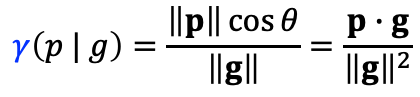 γ(p | g) = ‖p‖ cos θ / ‖g‖ = p · g / ‖g‖²